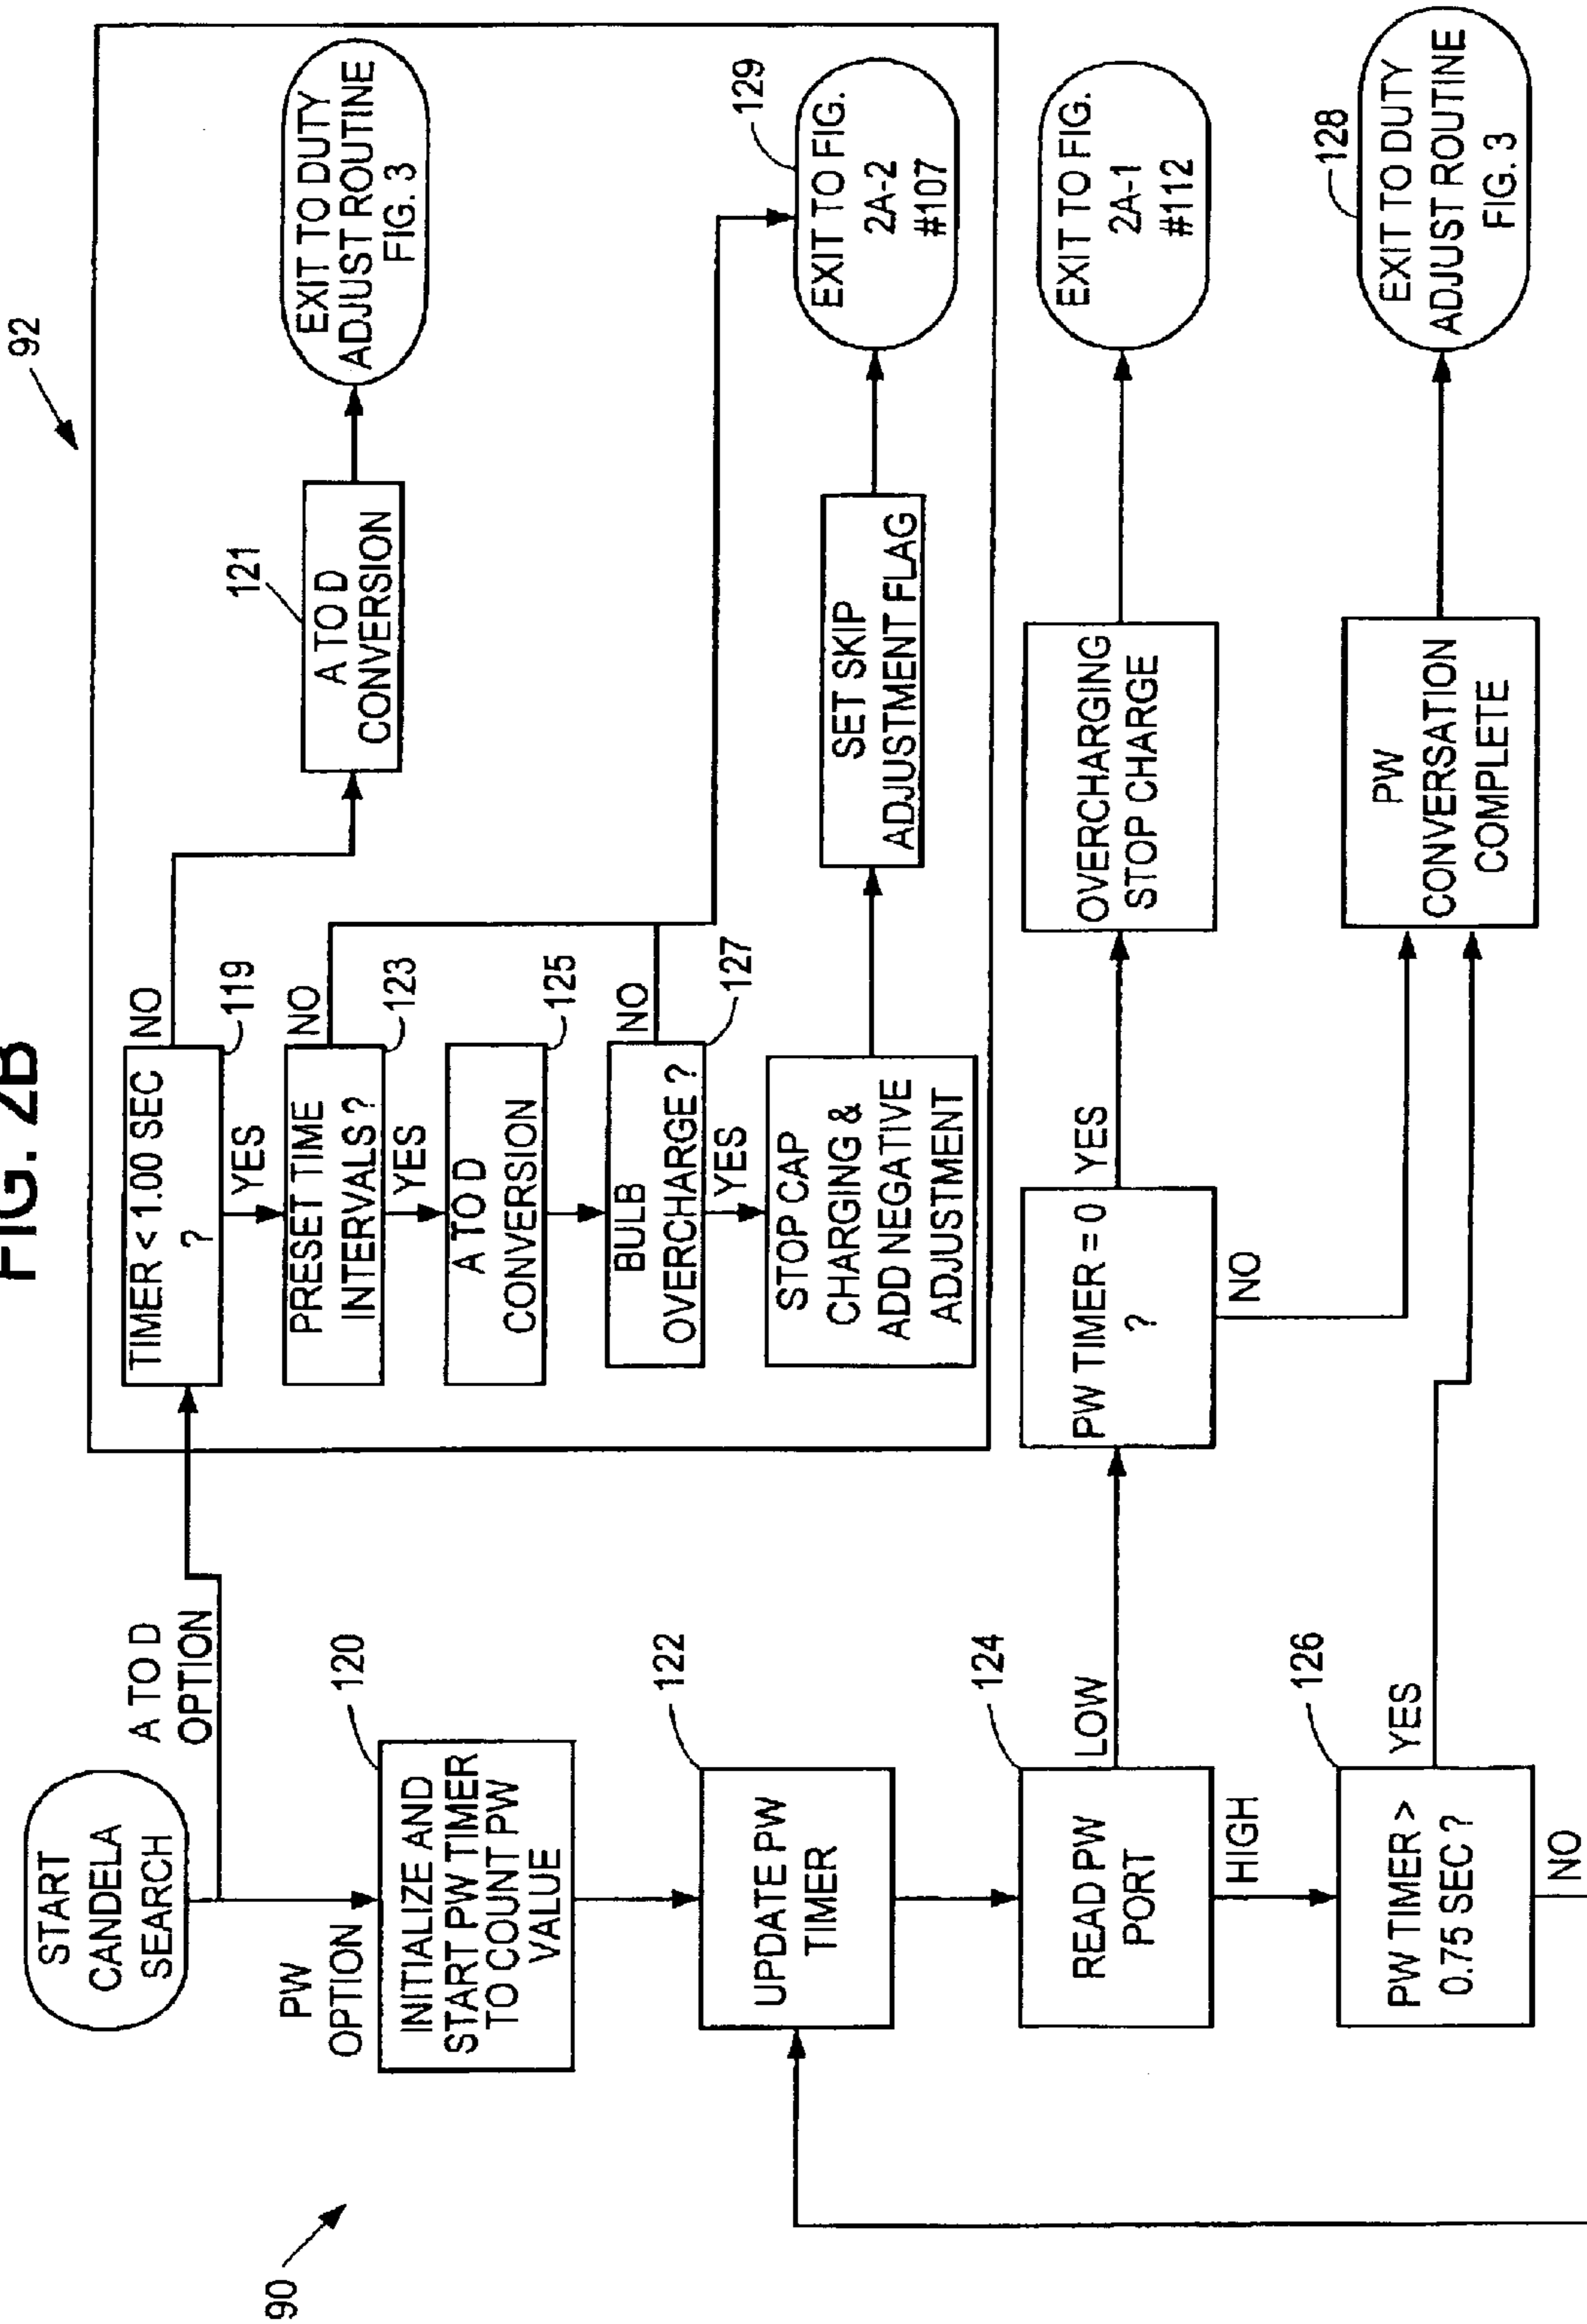 FIG. 2B
92
90
START
CANDELA
SEARCH
A TO D
OPTION
PW
OPTION
120
INITIALIZE AND
START PW TIMER
TO COUNT PW
VALUE
122
UPDATE PW
TIMER
124
READ PW
PORT
LOW
HIGH
126
PW TIMER >
0.75 SEC ?
YES
NO
TIMER < 1.00 SEC
?
NO
119
YES
PRESET TIME
INTERVALS ?
NO
123
YES
A TO D
CONVERSION
125
BULB
OVERCHARGE ?
NO
127
YES
STOP CAP
CHARGING &
ADD NEGATIVE
ADJUSTMENT
121
A TO D
CONVERSION
EXIT TO DUTY
ADJUST ROUTINE
FIG. 3
SET SKIP
ADJUSTMENT FLAG
129
EXIT TO FIG.
2A-2
#107
PW TIMER = 0
?
YES
NO
OVERCHARGING
STOP CHARGE
EXIT TO FIG.
2A-1
#112
PW
CONVERSATION
COMPLETE
128
EXIT TO DUTY
ADJUST ROUTINE
FIG. 3